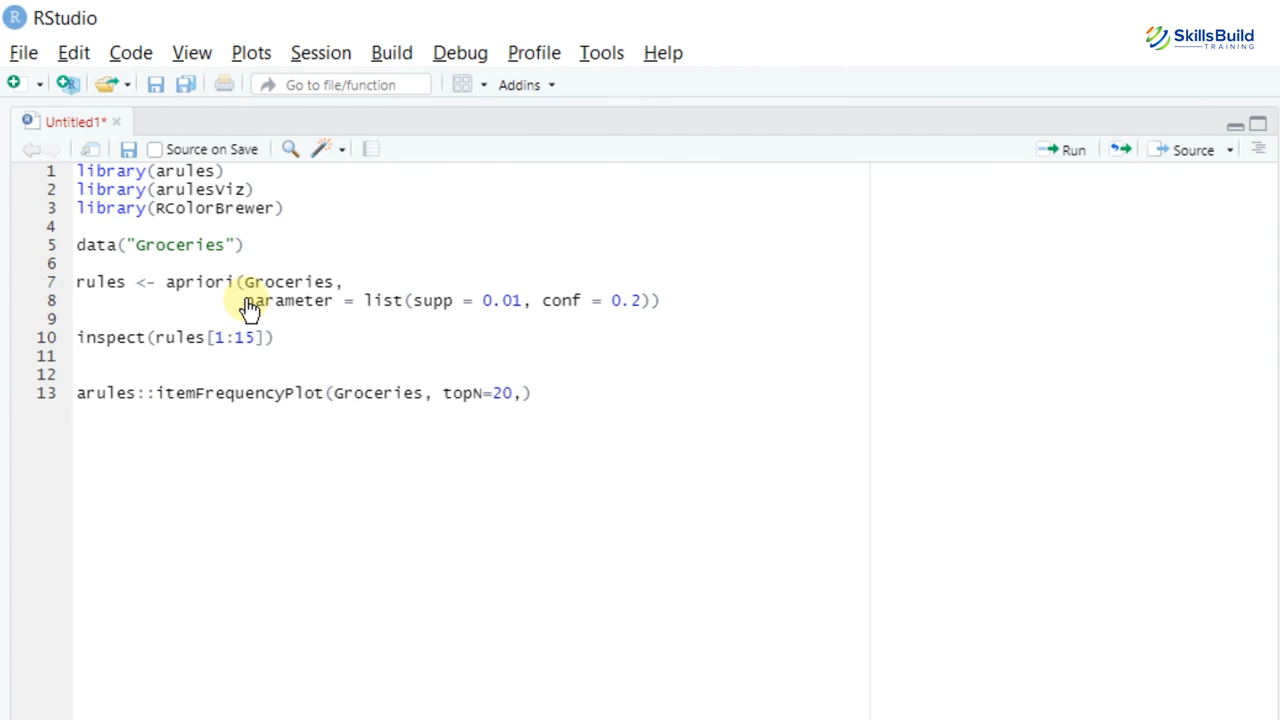 RStudio
SkillsBuild
TRAINING
File Edit Code View Plots Session Build Debug Profile Tools Help
Go to file/function Addins
Untitled1*
Source on Save Run Source
1 library(arules)
2 library(arulesViz)
3 library(RColorBrewer)
4
5 data("Groceries")
6
7 rules <- apriori(Groceries,
8 parameter = list(supp = 0.01, conf = 0.2))
9
10 inspect(rules[1:15])
11
12
13 arules::itemFrequencyPlot(Groceries, topN=20,)